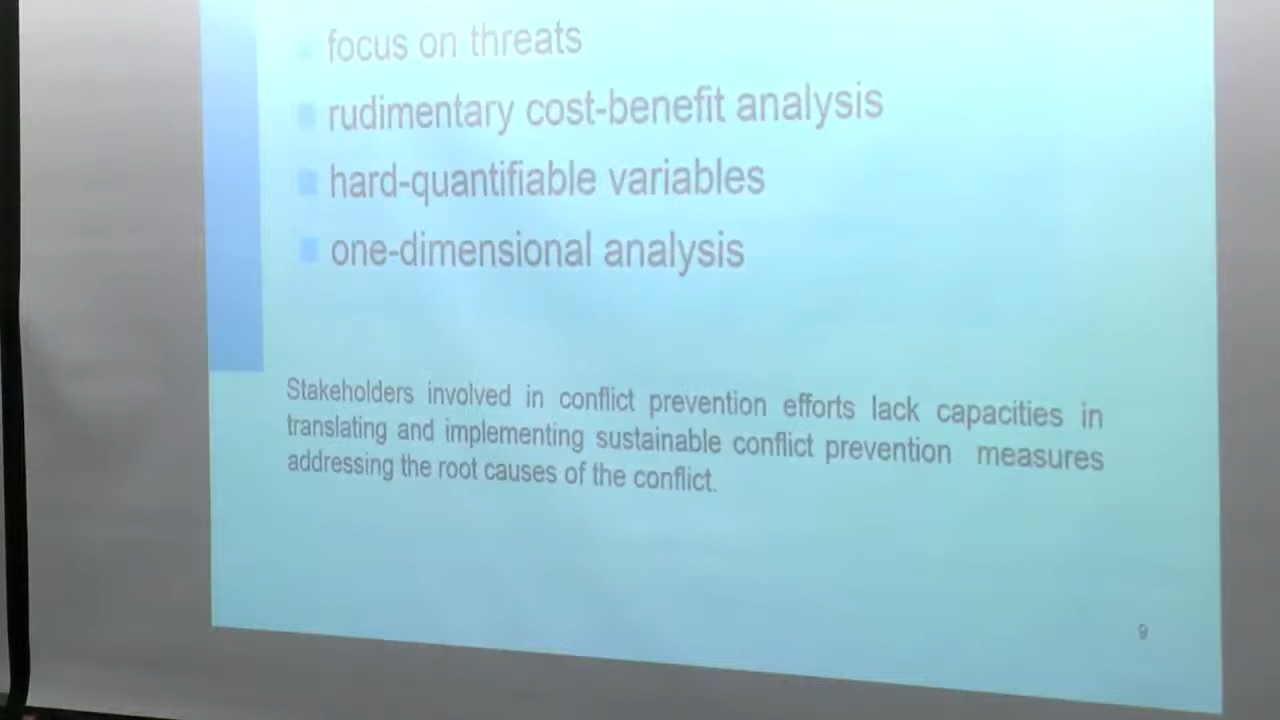 focus on threats
rudimentary cost-benefit analysis
hard-quantifiable variables
one-dimensional analysis
Stakeholders involved in conflict prevention efforts lack capacities in
translating and implementing sustainable conflict prevention measures
addressing the root causes of the conflict.
9